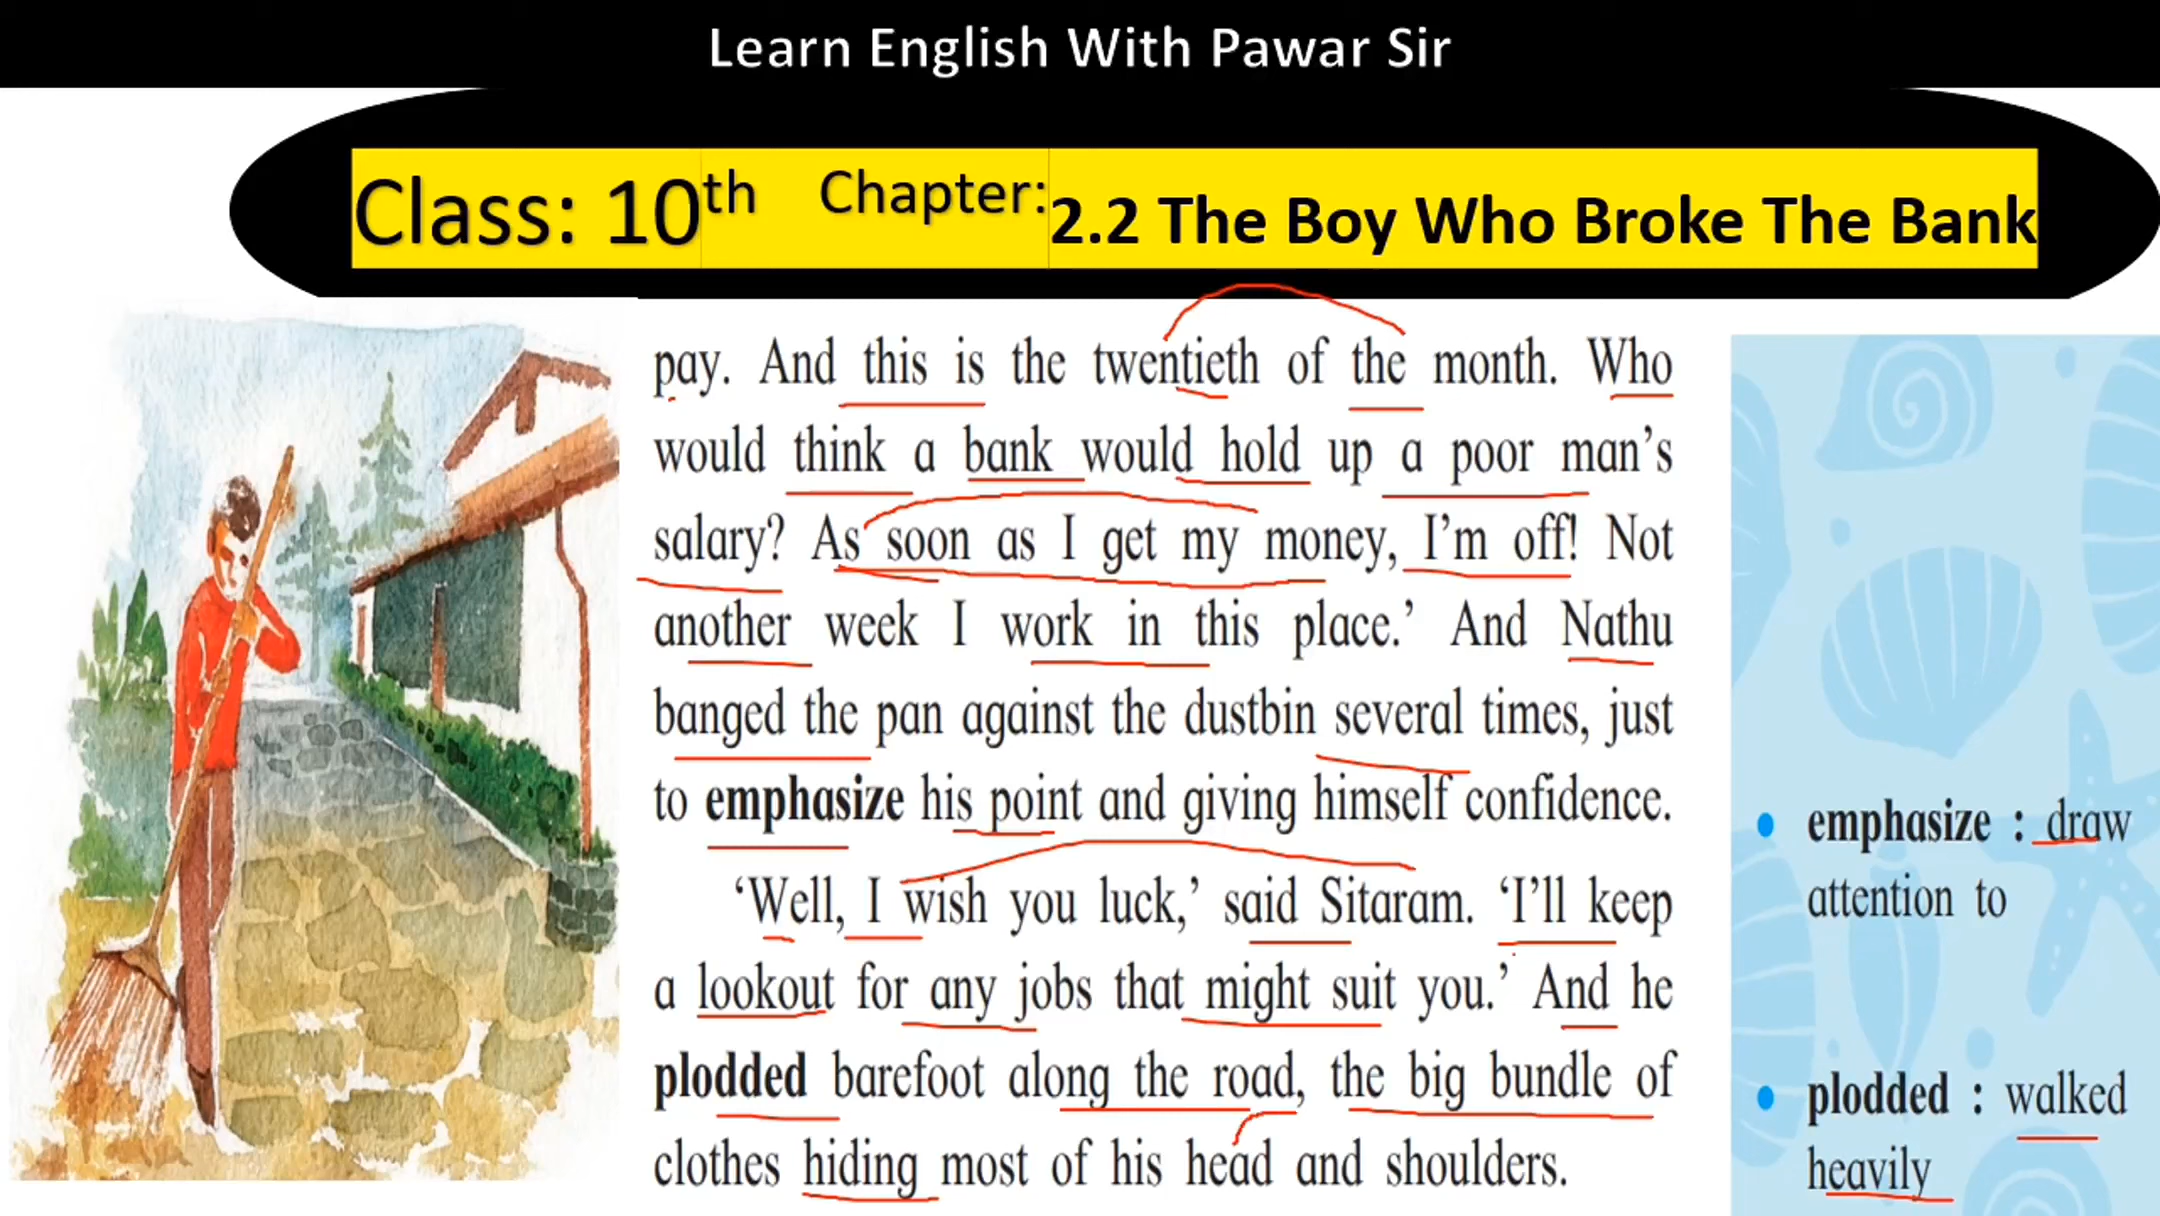 Learn English With Pawar Sir
Class: 10th Chapter: 2.2 The Boy Who Broke The Bank
pay. And this is the twentieth of the month. Who
would think a bank would hold up a poor man’s
salary? As soon as I get my money, I’m off! Not
another week I work in this place.’ And Nathu
banged the pan against the dustbin several times, just
to emphasize his point and giving himself confidence.
‘Well, I wish you luck,’ said Sitaram. ‘I’ll keep
a lookout for any jobs that might suit you.’ And he
plodded barefoot along the road, the big bundle of
clothes hiding most of his head and shoulders.
• emphasize : draw
attention to
• plodded : walked
heavily